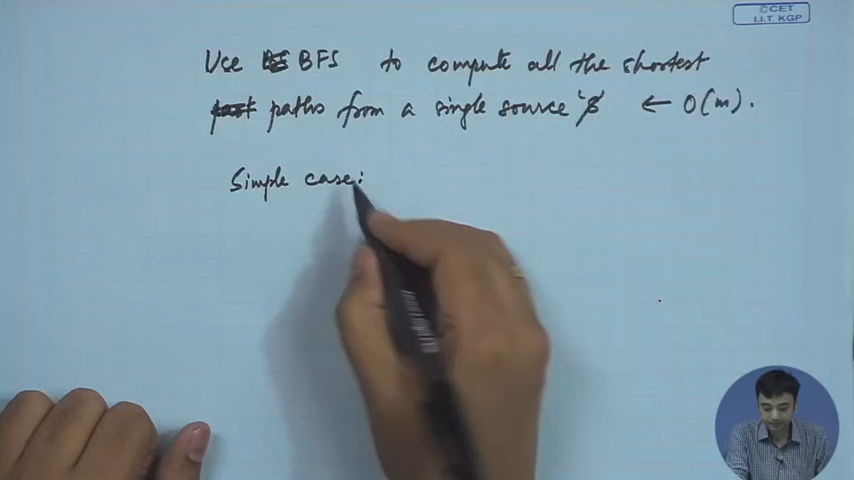 ©CET
I.I.T. KGP
Use BFS to compute all the shortest
paths from a single source 's' ← O(m).
Simple case: